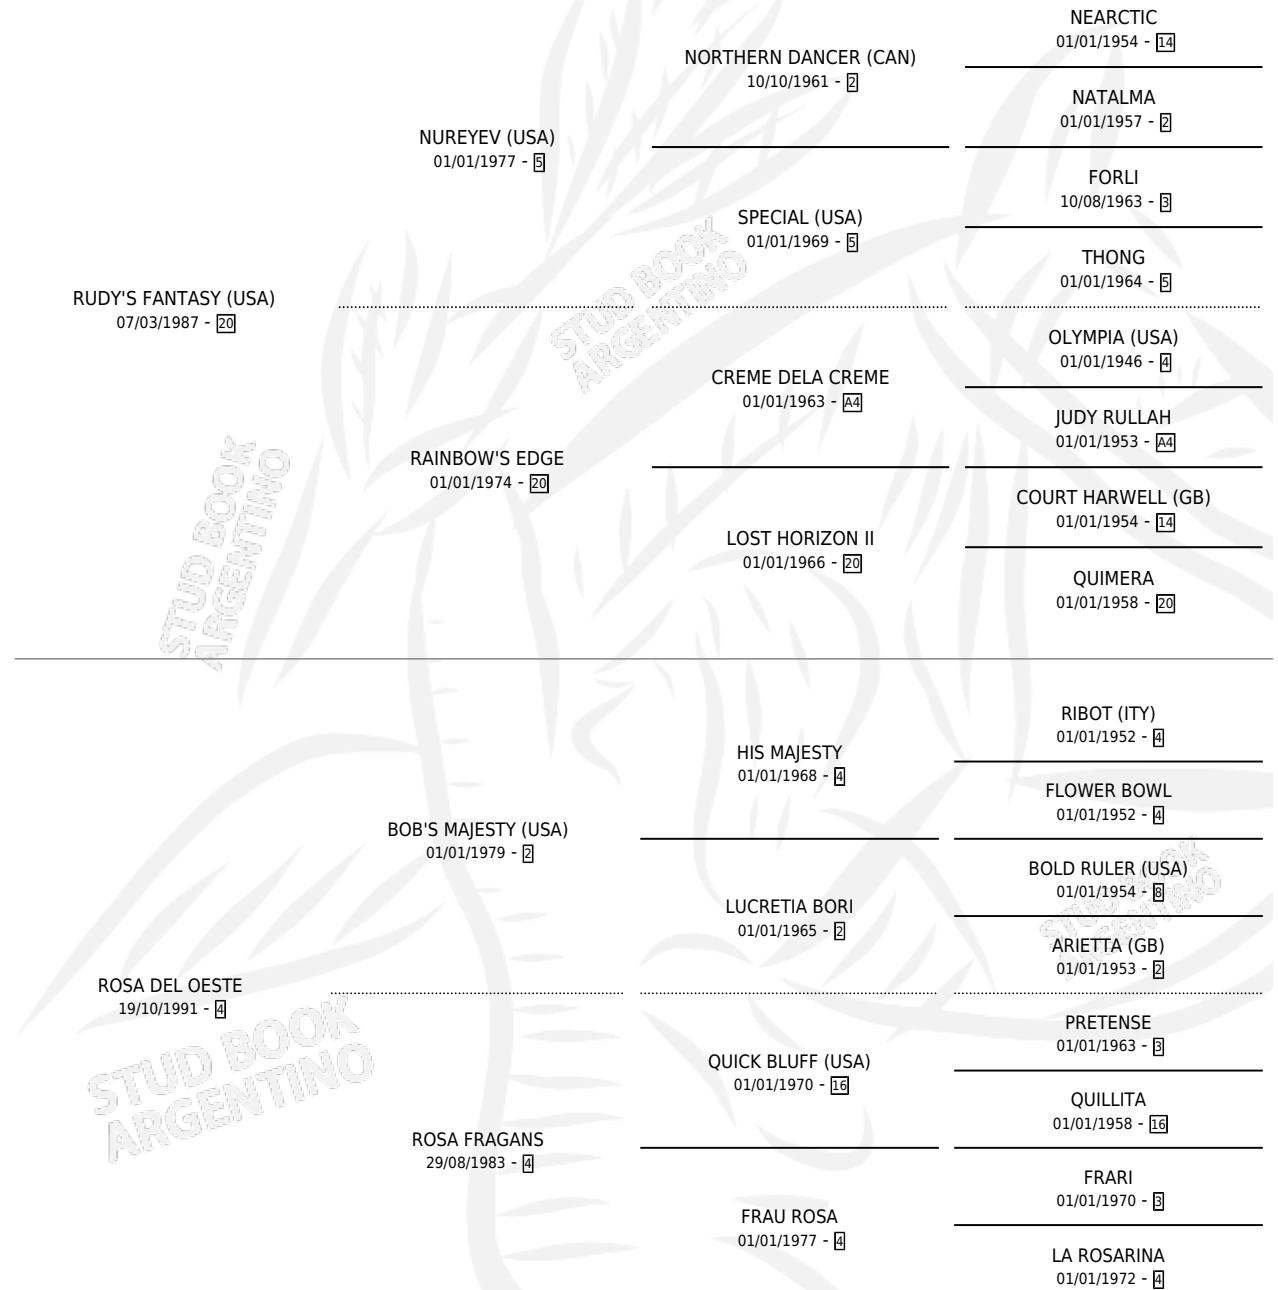 NEARCTIC
01/01/1954 - 14
NORTHERN DANCER (CAN)
10/10/1961 - 2
NATALMA
01/01/1957 - 2
NUREYEV (USA)
01/01/1977 - 5
FORLI
10/08/1963 - 3
SPECIAL (USA)
01/01/1969 - 5
THONG
01/01/1964 - 5
RUDY'S FANTASY (USA)
07/03/1987 - 20
OLYMPIA (USA)
01/01/1946 - 4
CREME DELA CREME
01/01/1963 - A4
JUDY RULLAH
01/01/1953 - A4
RAINBOW'S EDGE
01/01/1974 - 20
COURT HARWELL (GB)
01/01/1954 - 14
LOST HORIZON II
01/01/1966 - 20
QUIMERA
01/01/1958 - 20
STUD BOOK
ARGENTINO
STUD BOOK
ARGENTINO
RIBOT (ITY)
01/01/1952 - 4
HIS MAJESTY
01/01/1968 - 4
FLOWER BOWL
01/01/1952 - 4
BOB'S MAJESTY (USA)
01/01/1979 - 2
BOLD RULER (USA)
01/01/1954 - 8
LUCRETIA BORI
01/01/1965 - 2
ARIETTA (GB)
01/01/1953 - 2
STUD BOOK
ARGENTINO
ROSA DEL OESTE
19/10/1991 - 4
STUD BOOK
ARGENTINO
PRETENSE
01/01/1963 - 3
QUICK BLUFF (USA)
01/01/1970 - 16
QUILLITA
01/01/1958 - 16
ROSA FRAGANS
29/08/1983 - 4
FRARI
01/01/1970 - 3
FRAU ROSA
01/01/1977 - 4
LA ROSARINA
01/01/1972 - 4